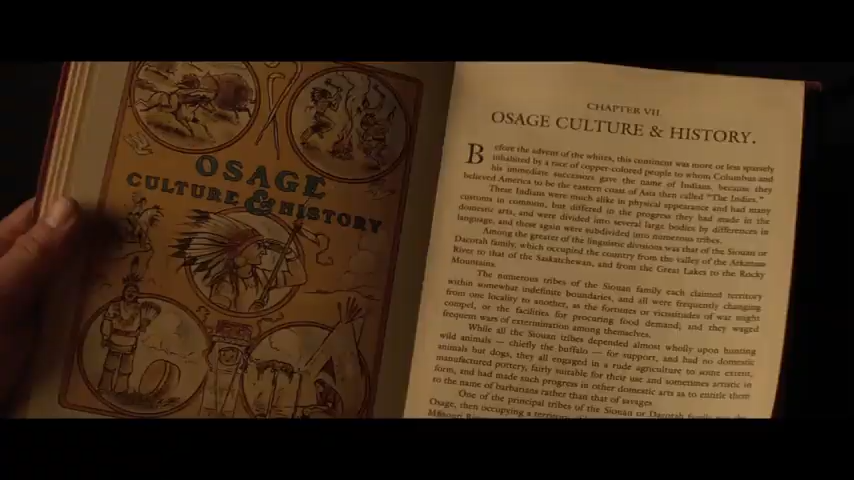 OSAGE
CULTURE & HISTORY
CHAPTER VII
OSAGE CULTURE & HISTORY.
Before the advent of the whites, this continent was more or less sparsely
inhabited by a race of copper-colored people to whom Columbus and
his immediate successors gave the name of Indians, because they
believed America to be the eastern coast of Asia then called "The Indies."
These Indians were much alike in physical appearance and had many
customs in common, but differed in the progress they had made in the
domestic arts, and were divided into several large bodies by differences in
language, and these again were subdivided into numerous tribes.
Among the greater of the linguistic divisions was that of the Siouan or
Dacotah family, which occupied the country from the valley of the Arkansas
River to that of the Saskatchewan, and from the Great Lakes to the Rocky
Mountains.
The numerous tribes of the Siouan family each claimed territory
within somewhat indefinite boundaries, and all were frequently changing
from one locality to another, as the fortunes or vicissitudes of war might
compel, or the facilities for procuring food demand; and they waged
frequent wars of extermination among themselves.
While all the Siouan tribes depended almost wholly upon hunting
wild animals — chiefly the buffalo — for support, and had no domestic
animals but dogs, they all engaged in a rude agriculture to some extent,
manufactured pottery, fairly suitable for their use and sometimes artistic in
form, and had made such progress in other domestic arts as to entitle them
to the name of barbarians rather than that of savages.
One of the principal tribes of the Siouan or Dacotah family was the
Osage, then occupying a territory
Missouri